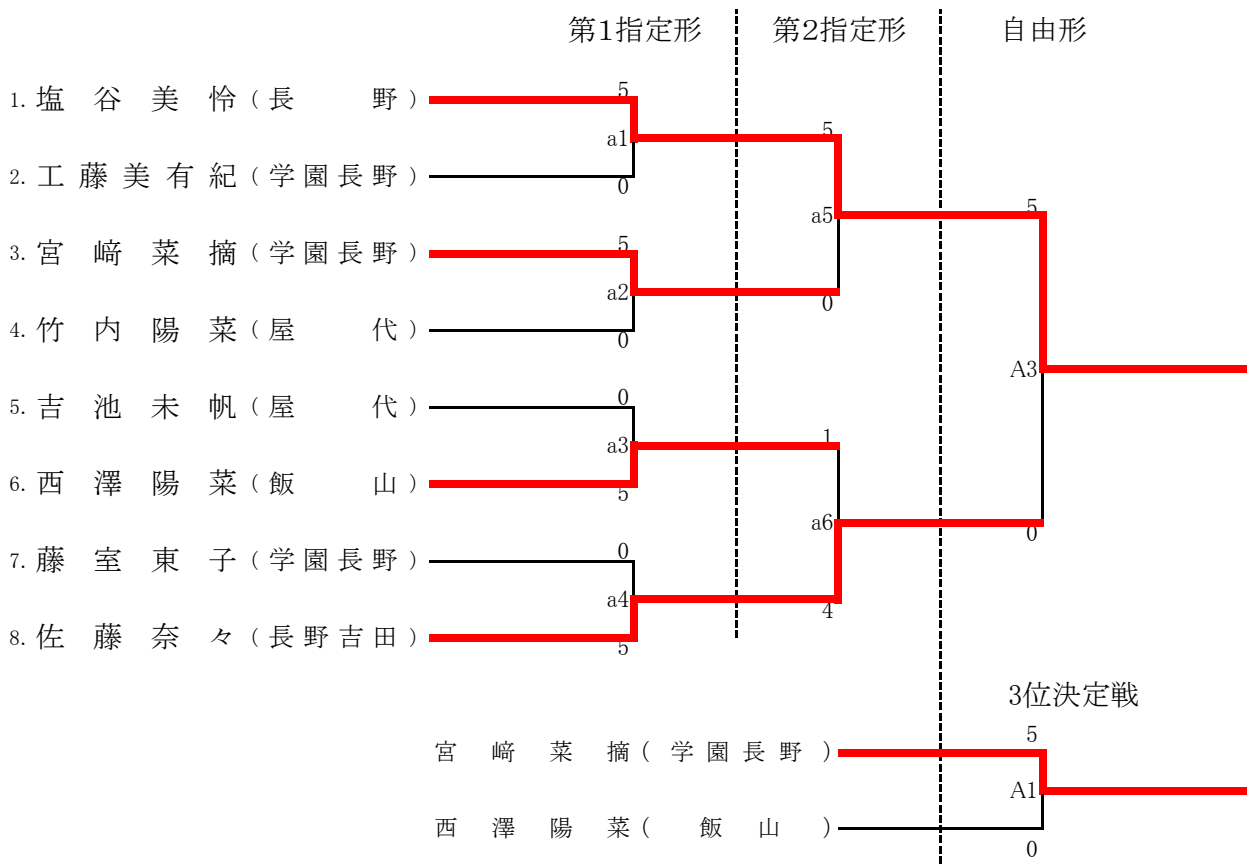 第1指定形 第2指定形 自由形
1. 塩谷美怜（長野） 5
a1 5
2. 工藤美有紀（学園長野） 0
a5 5
3. 宮﨑菜摘（学園長野） 5
a2 0
4. 竹内陽菜（屋代） 0
A3
5. 吉池未帆（屋代） 0
a3 1
6. 西澤陽菜（飯山） 5
a6 0
7. 藤室東子（学園長野） 0
a4 4
8. 佐藤奈々（長野吉田） 5
3位決定戦
宮﨑菜摘（学園長野） 5
A1
西澤陽菜（飯山） 0